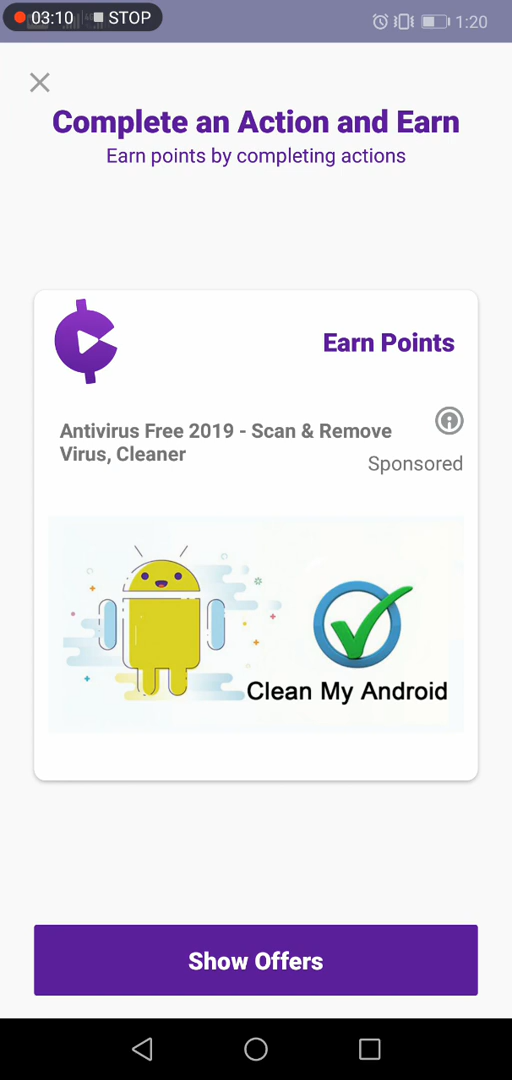 03:10 STOP 1:20
Complete an Action and Earn
Earn points by completing actions
Earn Points
Antivirus Free 2019 - Scan & Remove
Virus, Cleaner
Sponsored
Clean My Android
Show Offers